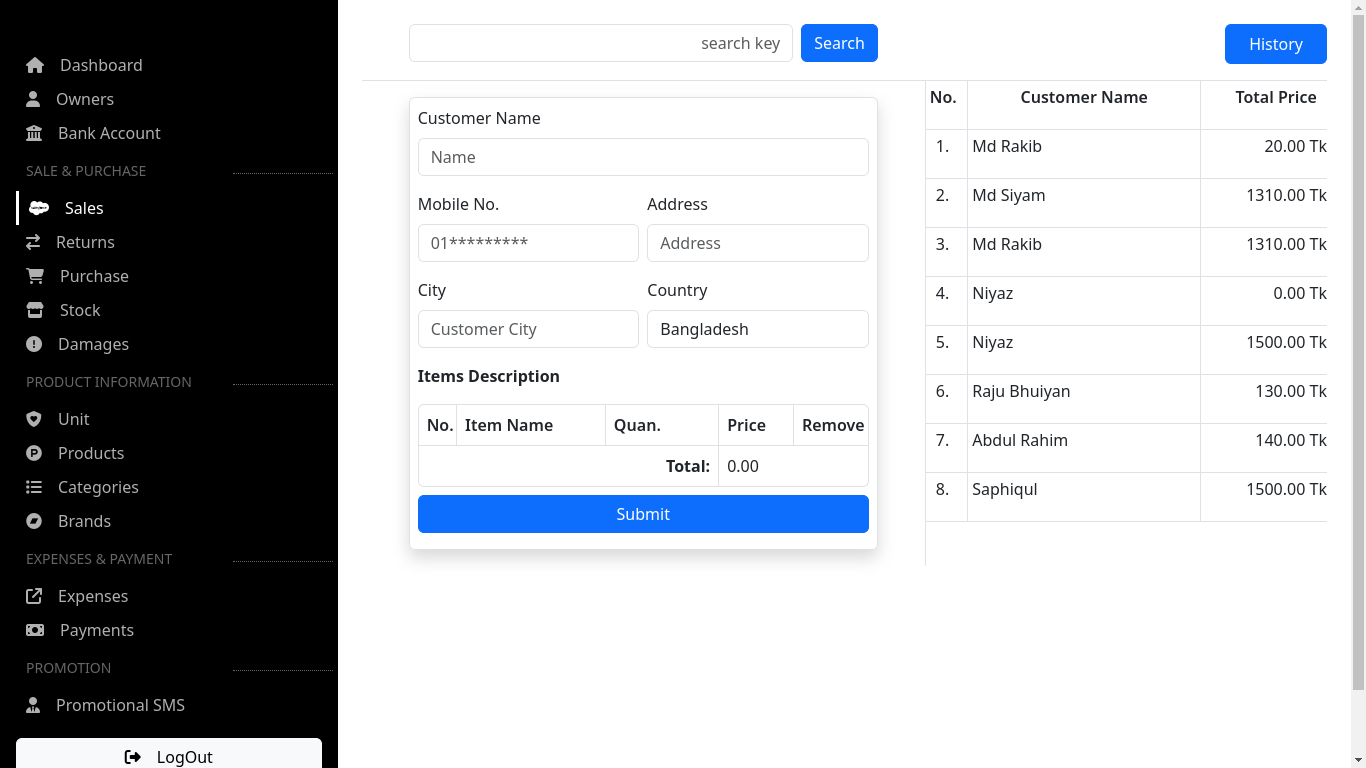 Dashboard
Owners
Bank Account
SALE & PURCHASE
Sales
Returns
Purchase
Stock
Damages
PRODUCT INFORMATION
Unit
Products
Categories
Brands
EXPENSES & PAYMENT
Expenses
Payments
PROMOTION
Promotional SMS
LogOut
search key Search History
Customer Name
Name
Mobile No. Address
01********* Address
City Country
Customer City Bangladesh
Items Description
No. Item Name Quan. Price Remove
Total: 0.00
Submit
No. Customer Name Total Price
1. Md Rakib 20.00 Tk
2. Md Siyam 1310.00 Tk
3. Md Rakib 1310.00 Tk
4. Niyaz 0.00 Tk
5. Niyaz 1500.00 Tk
6. Raju Bhuiyan 130.00 Tk
7. Abdul Rahim 140.00 Tk
8. Saphiqul 1500.00 Tk